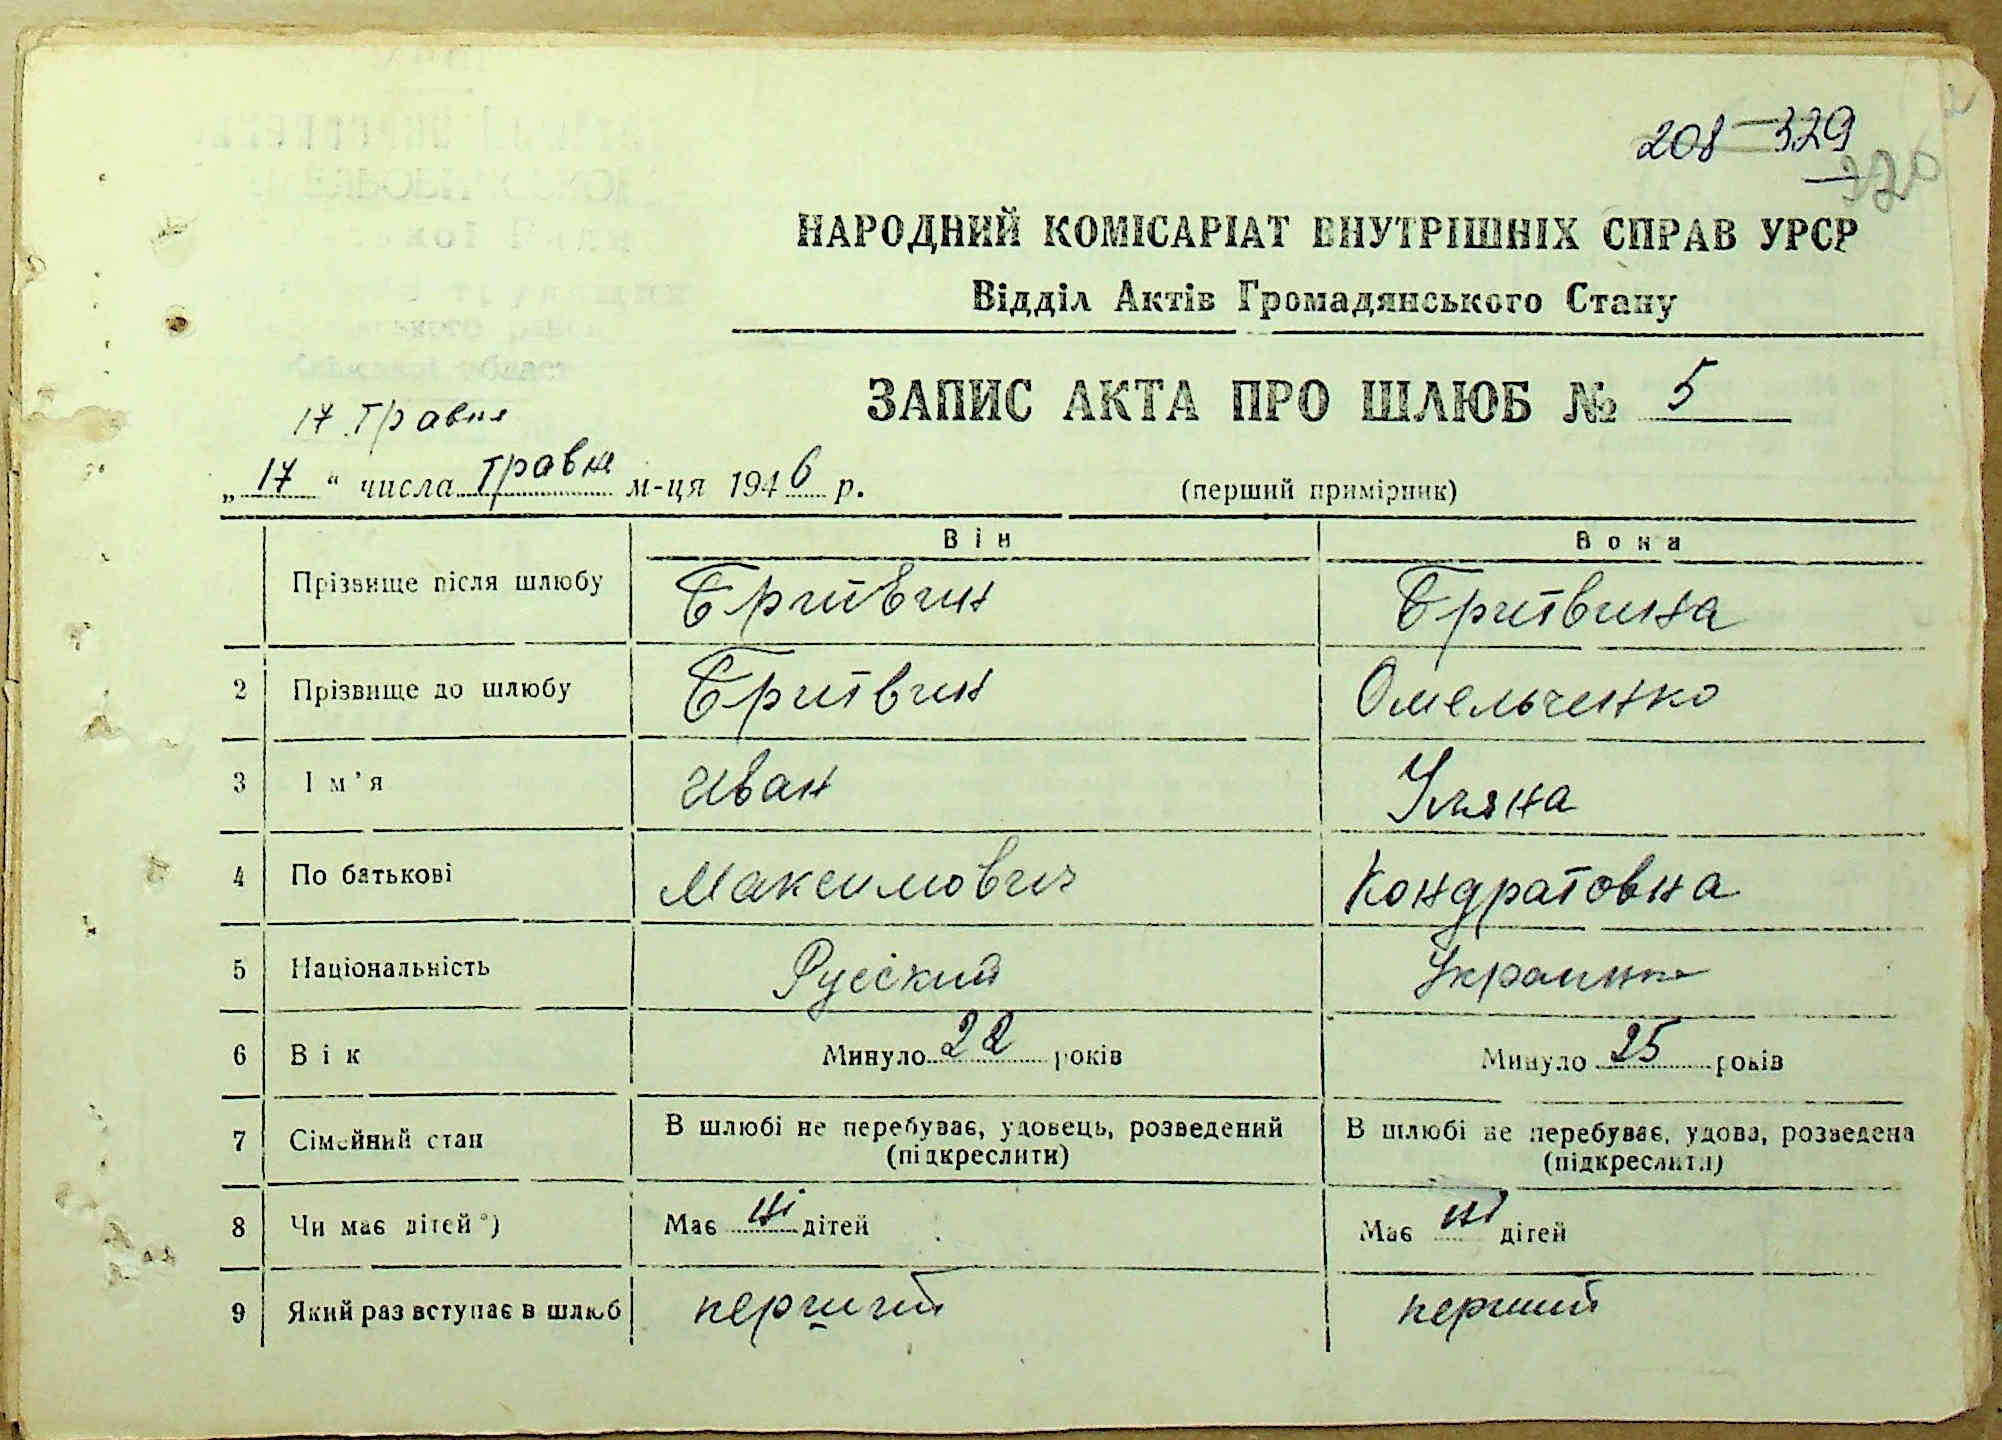 208 – 329
326
НАРОДНИЙ КОМІСАРІАТ ВНУТРІШНІХ СПРАВ УРСР
Відділ Актів Громадянського Стану
ЗАПИС АКТА ПРО ШЛЮБ № 5
17 Травня
„17“ числа травня м-ця 1946 р. (перший примірник)
Він Вона
Прізвище після шлюбу Бритвин Бритвина
2 Прізвище до шлюбу Бритвин Омельченко
3 Ім’я Иван Уляна
4 По батькові Максимович Кондратовна
5 Національність Русский Украинка
6 Вік Минуло 22 років Минуло 25 років
7 Сімейний стан В шлюбі не перебуває, удовець, розведений В шлюбі не перебуває, удова, розведена
(підкреслити) (підкреслити)
8 Чи має дітей*) Має ні дітей Має ні дітей
9 Який раз вступає в шлюб перший перший